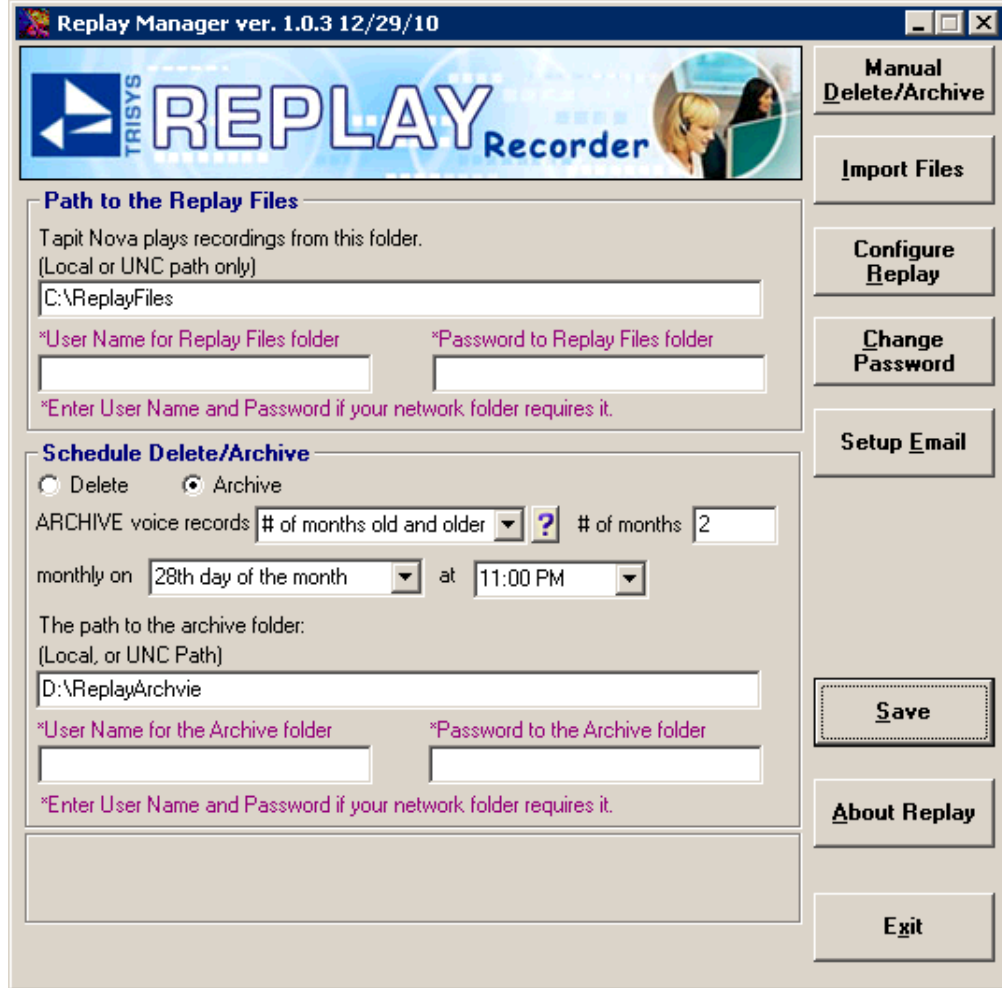 Replay Manager ver. 1.0.3 12/29/10
TRISYS
REPLAY
Recorder
Manual
Delete/Archive
Import Files
Configure
Replay
Change
Password
Setup Email
Path to the Replay Files
Tapit Nova plays recordings from this folder.
(Local or UNC path only)
C:\ReplayFiles
*User Name for Replay Files folder *Password to Replay Files folder
*Enter User Name and Password if your network folder requires it.
Schedule Delete/Archive
Delete Archive
ARCHIVE voice records # of months old and older ? # of months 2
monthly on 28th day of the month at 11:00 PM
The path to the archive folder:
(Local, or UNC Path)
D:\ReplayArchvie
*User Name for the Archive folder *Password to the Archive folder
*Enter User Name and Password if your network folder requires it.
Save
About Replay
Exit